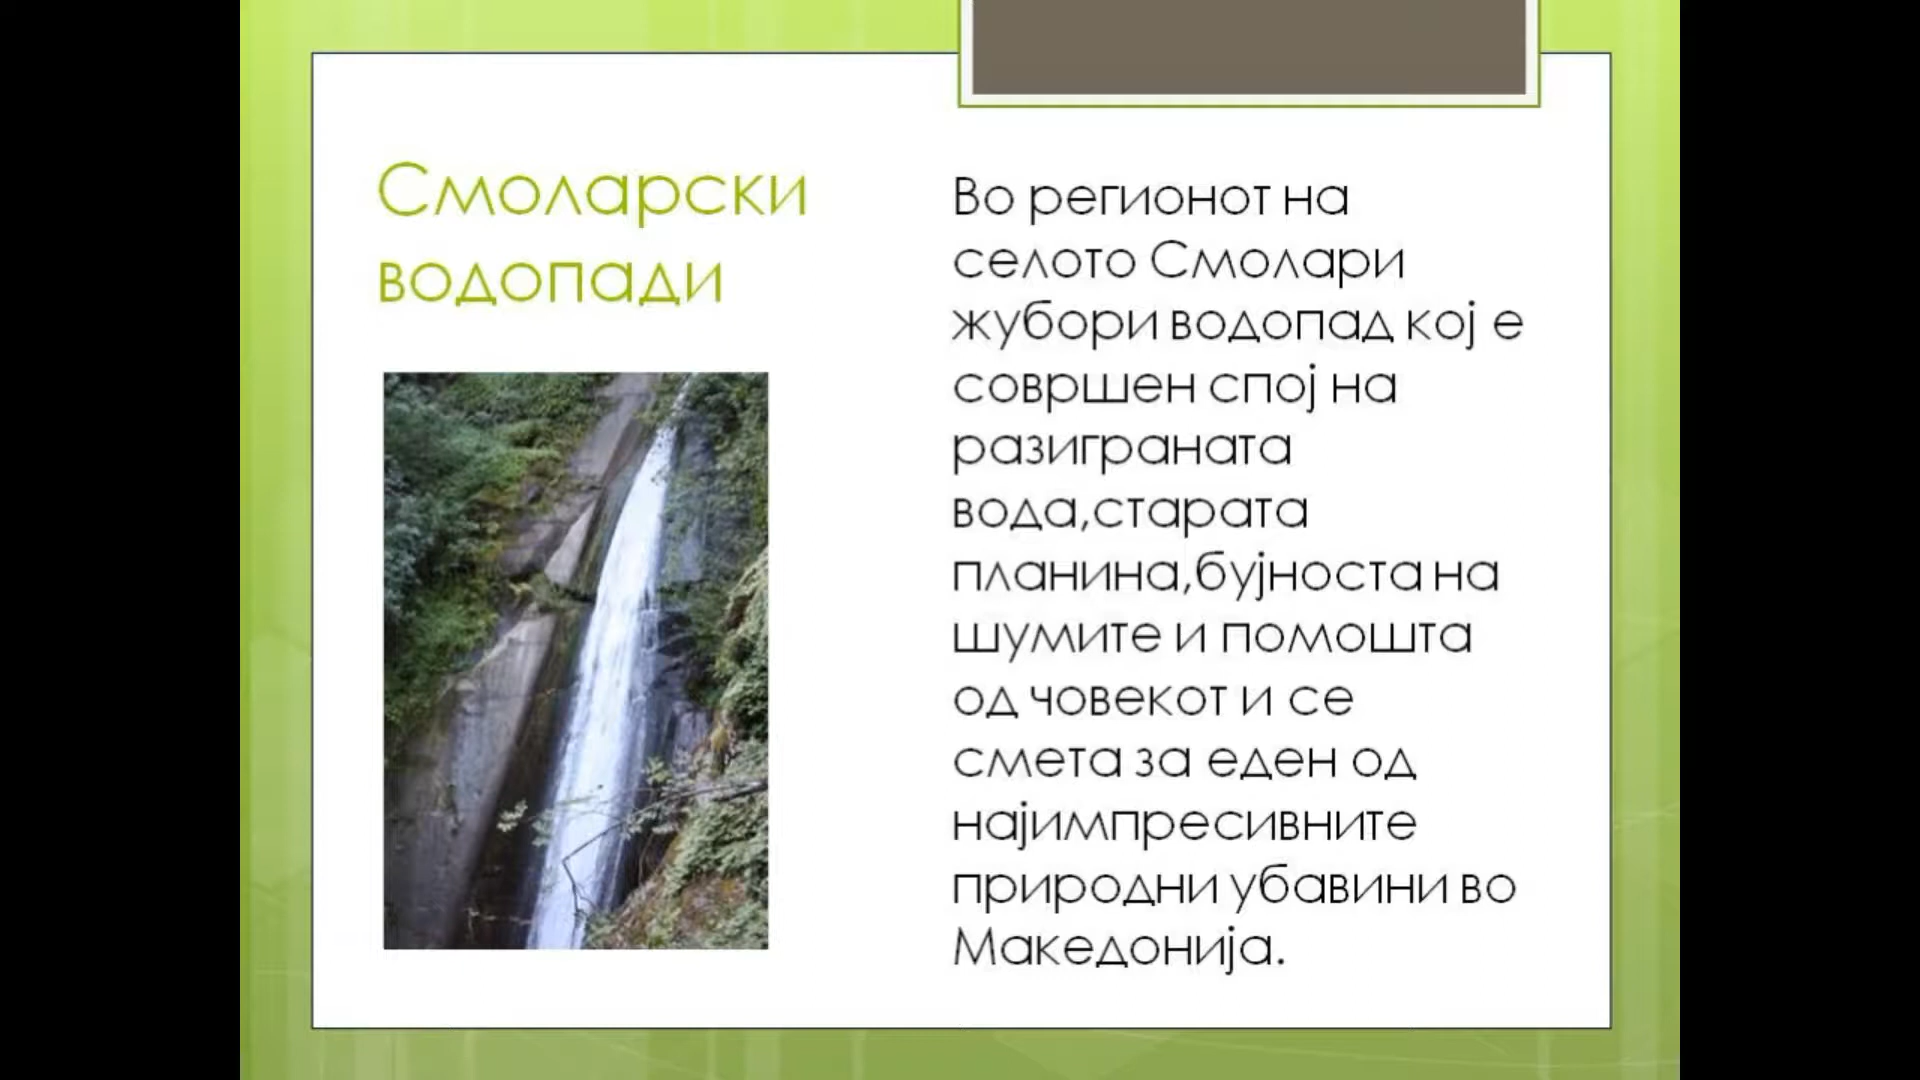 Смоларски
водопади
Во регионот на
селото Смолари
жубори водопад кој е
совршен спој на
разиграната
вода,старата
планина,бујноста на
шумите и помошта
од човекот и се
смета за еден од
најимпресивните
природни убавини во
Македонија.